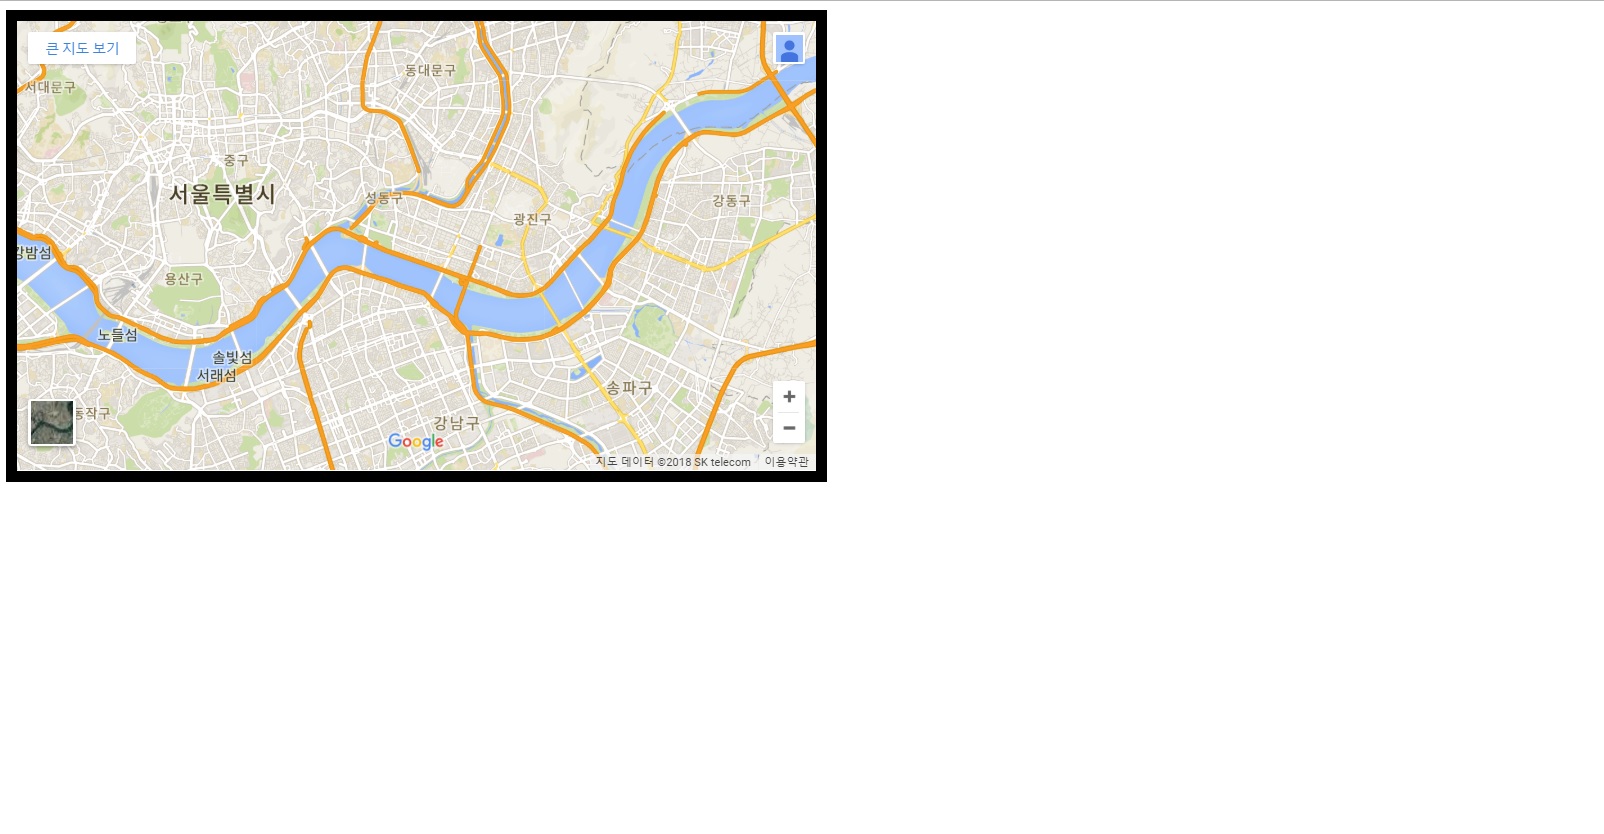 큰 지도 보기
동대문구
서대문구
중구
서울특별시
성동구
강동구
광진구
강밤섬
용산구
노들섬
솔빛섬
서래섬
송파구
동작구
강남구
Google
지도 데이터 ©2018 SK telecom
이용약관